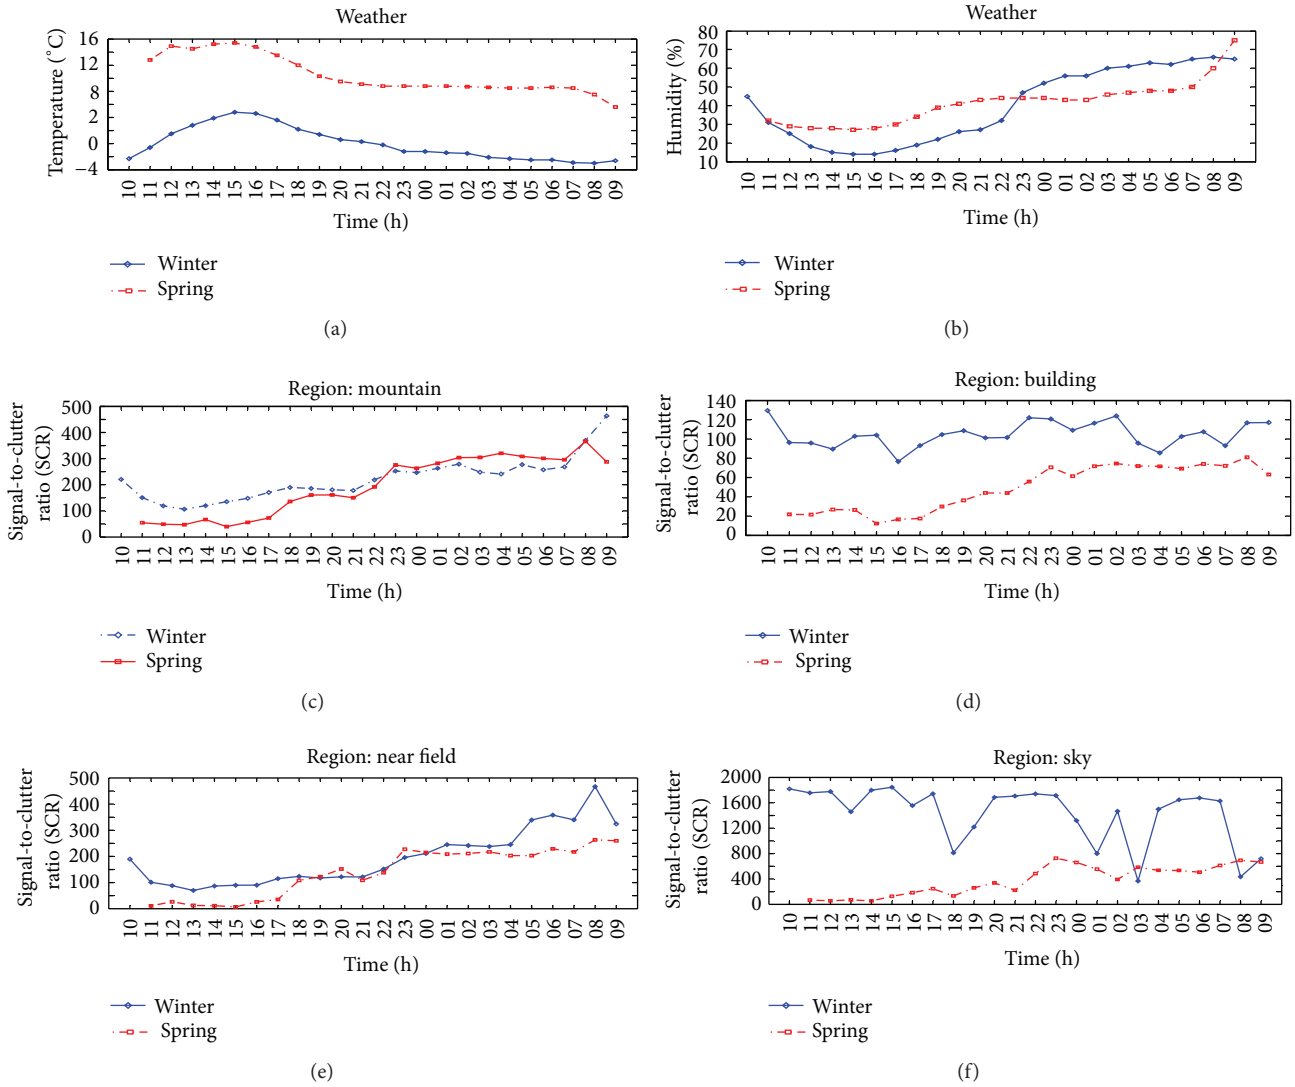 Weather
Temperature (°C)
16
12
8
2
0
−4
10 11 12 13 14 15 16 17 18 19 20 21 22 23 00 01 02 03 04 05 06 07 08 09
Time (h)
Winter
Spring
(a)
Weather
Humidity (%)
80
70
60
50
40
30
20
10
10 11 12 13 14 15 16 17 18 19 20 21 22 23 00 01 02 03 04 05 06 07 08 09
Time (h)
Winter
Spring
(b)
Region: mountain
Signal-to-clutter
ratio (SCR)
500
400
300
200
100
0
10 11 12 13 14 15 16 17 18 19 20 21 22 23 00 01 02 03 04 05 06 07 08 09
Time (h)
Winter
Spring
(c)
Region: building
Signal-to-clutter
ratio (SCR)
140
120
100
80
60
40
20
0
10 11 12 13 14 15 16 17 18 19 20 21 22 23 00 01 02 03 04 05 06 07 08 09
Time (h)
Winter
Spring
(d)
Region: near field
Signal-to-clutter
ratio (SCR)
500
400
300
200
100
0
10 11 12 13 14 15 16 17 18 19 20 21 22 23 00 01 02 03 04 05 06 07 08 09
Time (h)
Winter
Spring
(e)
Region: sky
Signal-to-clutter
ratio (SCR)
2000
1600
1200
800
400
0
10 11 12 13 14 15 16 17 18 19 20 21 22 23 00 01 02 03 04 05 06 07 08 09
Time (h)
Winter
Spring
(f)